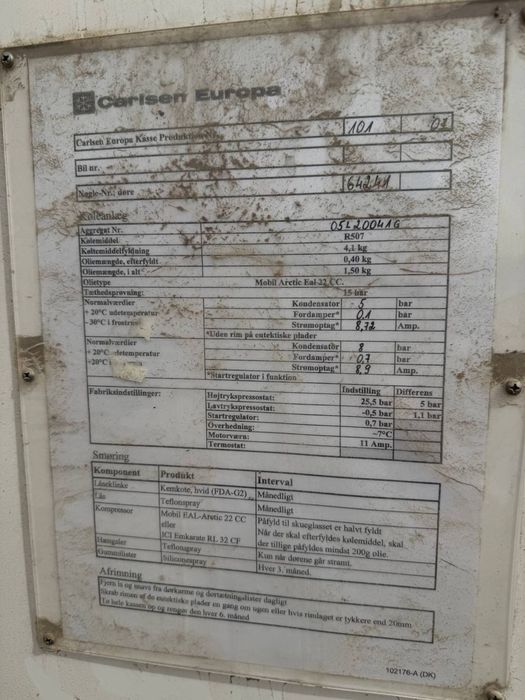 Carlsen Europa
Carlsen Europa Kasse Produktions Nr. 101 01
Bil nr.
Nøgle-Nr.: døre 64241
Køleanlæg
Aggregat Nr. 05L20041G
Kølemiddel R507
Kølemiddelfyldning 4,1 kg
Oliemængde, efterfyldt 0,40 kg
Oliemængde, i alt 1,50 kg
Olietype Mobil Arctic Eal 22 CC.
Tæthedsprøvning: 15 bar
Normalværdier Kondensator 5 bar
+ 20°C udetemperatur Fordamper* 0,1 bar
-30°C i frostrum Strømoptag* 8,72 Amp.
*Uden rim på eutektiske plader
Normalværdier Kondensator 8 bar
+ 20°C udetemperatur Fordamper* 0,7 bar
+20°C i Strømoptag* 8,9 Amp.
*Startregulator i funktion
Fabriksindstillinger: Indstilling Differens
Højtrykspressostat: 25,5 bar 5 bar
Lavtrykspressostat: -0,5 bar 1,1 bar
Startregulator: 0,7 bar
Overhedning: ~7°C
Motorværn: 11 Amp.
Termostat:
Smøring
Komponent Produkt Interval
Låseklinke Kemkote, hvid (FDA-G2) Månedligt
Lås Teflonspray Månedligt
Kompressor Mobil EAL-Arctic 22 CC Påfyld til skueglasset er halvt fyldt
eller Når der skal efterfyldes kølemiddel, skal
ICI Emkarate RL 32 CF der tillige påfyldes mindst 200g olie.
Hængsler Teflonspray Kun når dørene går stramt.
Gummilister Siliconespray Hver 3. måned.
Afrimning
Fjern is og snavs fra dørkarme og dørtætningslister dagligt
Skrab rimen af de eutektiske plader en gang om ugen eller hvis rimlaget er tykkere end 20mm
Tø hele kassen op og rengør den hver 6. måned
102176-A (DK)